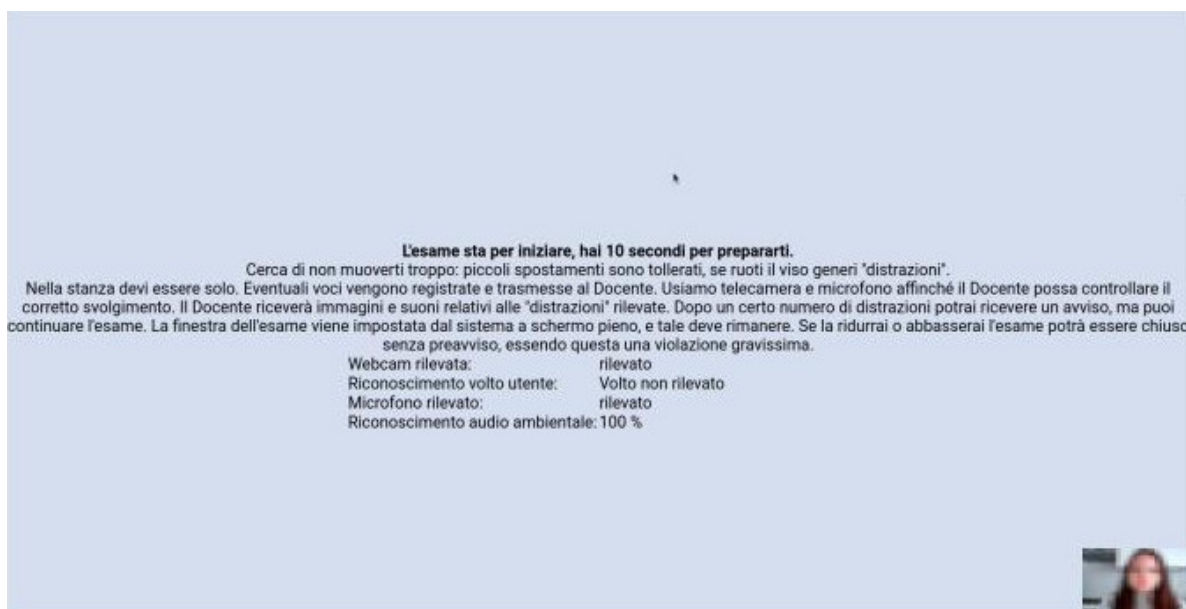 L'esame sta per iniziare, hai 10 secondi per prepararti.
Cerca di non muoverti troppo: piccoli spostamenti sono tollerati, se ruoti il viso generi "distrazioni".
Nella stanza devi essere solo. Eventuali voci vengono registrate e trasmesse al Docente. Usiamo telecamera e microfono affinché il Docente possa controllare il
corretto svolgimento. Il Docente riceverà immagini e suoni relativi alle "distrazioni" rilevate. Dopo un certo numero di distrazioni potrai ricevere un avviso, ma puoi
continuare l'esame. La finestra dell'esame viene impostata dal sistema a schermo pieno, e tale deve rimanere. Se la ridurrai o abbasserai l'esame potrà essere chiuso
senza preavviso, essendo questa una violazione gravissima.
Webcam rilevata: rilevato
Riconoscimento volto utente: Volto non rilevato
Microfono rilevato: rilevato
Riconoscimento audio ambientale: 100 %